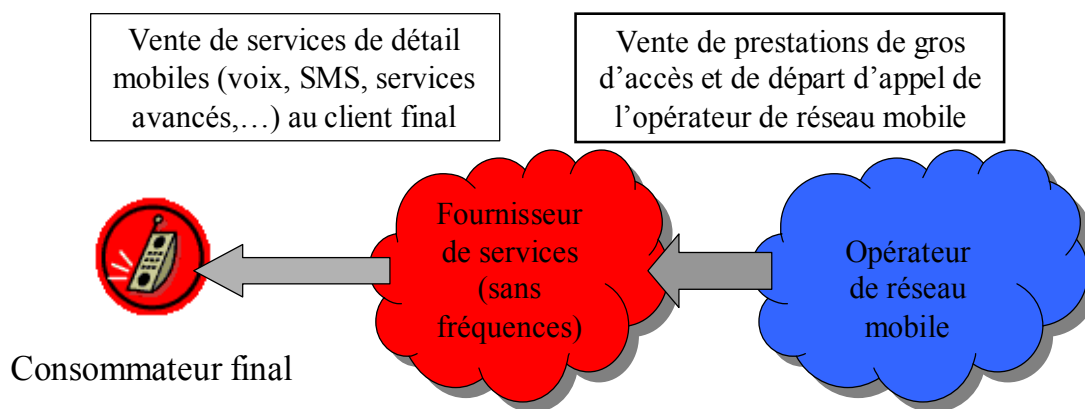 Vente de services de détail
mobiles (voix, SMS, services
avancés,…) au client final
Vente de prestations de gros
d’accès et de départ d’appel de
l’opérateur de réseau mobile
Fournisseur
de services
(sans
fréquences)
Opérateur
de réseau
mobile
Consommateur final